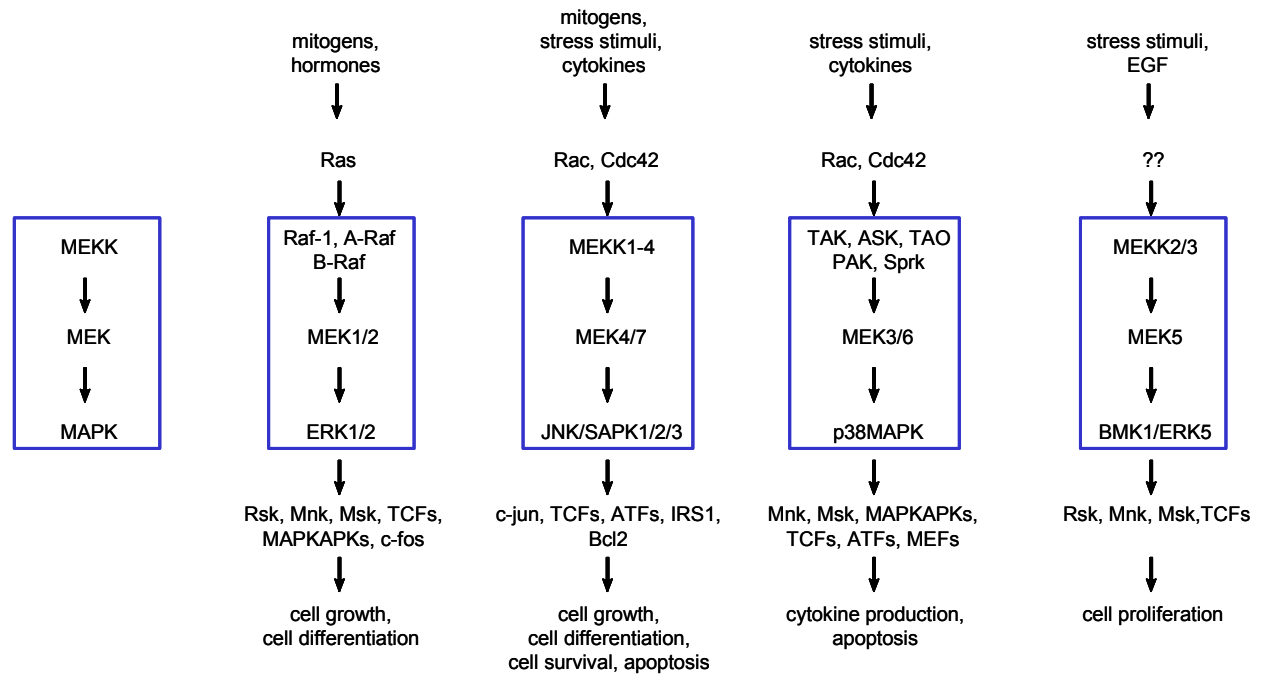 MEKK
MEK
MAPK
mitogens,
hormones
Ras
Raf-1, A-Raf
B-Raf
MEK1/2
ERK1/2
Rsk, Mnk, Msk, TCFs,
MAPKAPKs, c-fos
cell growth,
cell differentiation
mitogens,
stress stimuli,
cytokines
Rac, Cdc42
MEKK1-4
MEK4/7
JNK/SAPK1/2/3
c-jun, TCFs, ATFs, IRS1,
Bcl2
cell growth,
cell differentiation,
cell survival, apoptosis
stress stimuli,
cytokines
Rac, Cdc42
TAK, ASK, TAO
PAK, Sprk
MEK3/6
p38MAPK
Mnk, Msk, MAPKAPKs,
TCFs, ATFs, MEFs
cytokine production,
apoptosis
stress stimuli,
EGF
??
MEKK2/3
MEK5
BMK1/ERK5
Rsk, Mnk, Msk,TCFs
cell proliferation